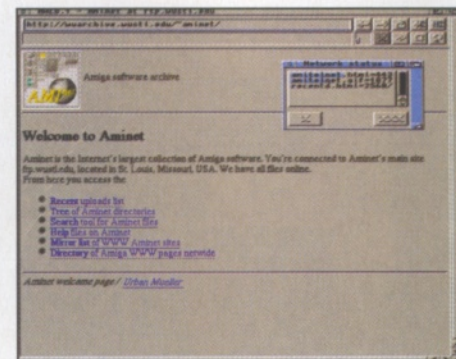 http://wuarchive.wustl.edu/~aminet/
Network status
AMI
Amiga software archive
Welcome to Aminet
Aminet is the Internet's largest collection of Amiga software. You're connected to Aminet's main site
ftp.wustl.edu, located in St. Louis, Missouri, USA. We have all files online.
From here you access the
Recent uploads list
Tree of Aminet directories
Search tool for Aminet files
Help files on Aminet
Mirror list of WWW Aminet sites
Directory of Amiga WWW pages netwide
Aminet welcome page / Urban Mueller